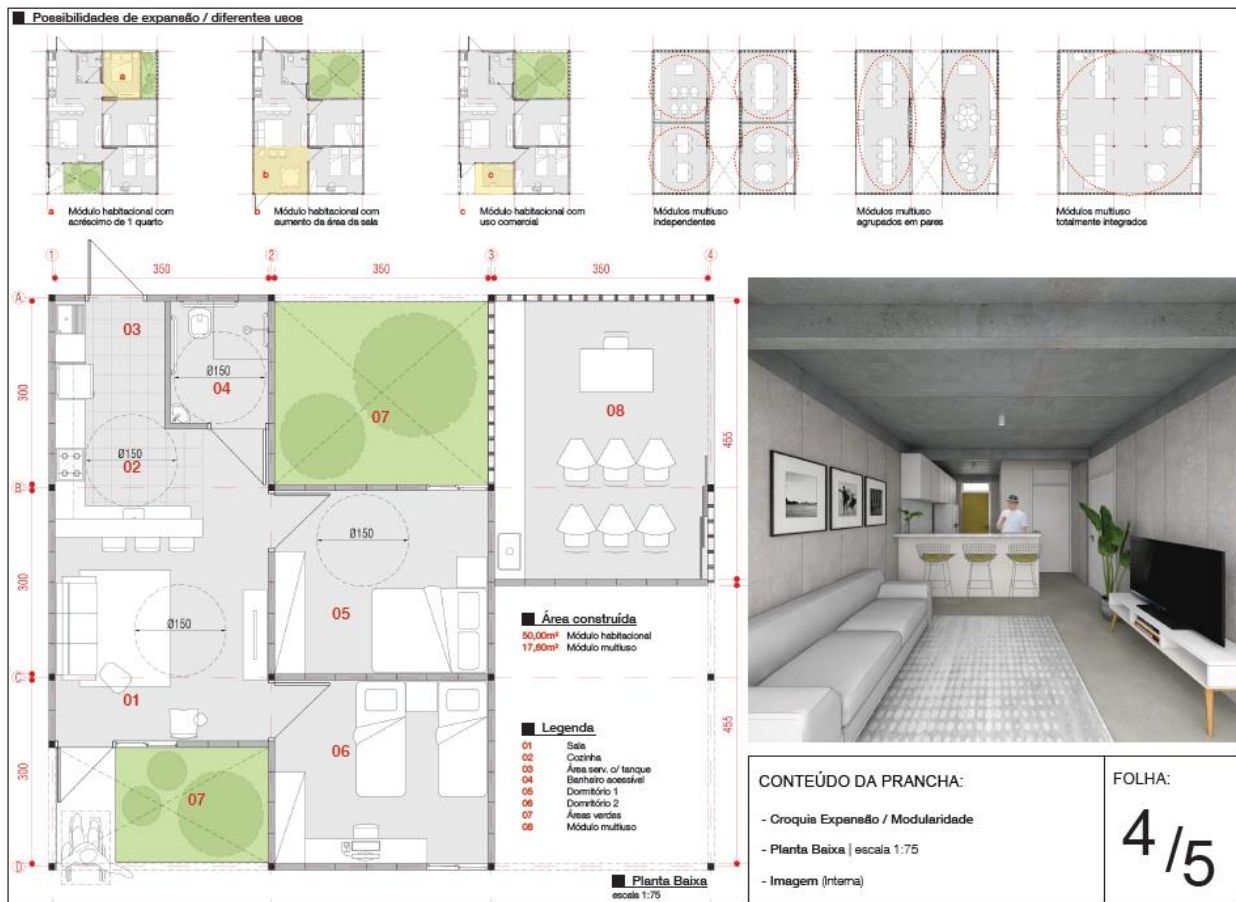 Possibilidades de expansão / diferentes usos
a
b
c
a Módulo habitacional com
acréscimo de 1 quarto
b Módulo habitacional com
aumento da área da sala
c Módulo habitacional com
uso comercial
Módulos multiuso
independentes
Módulos multiuso
agrupados em pares
Módulos multiuso
totalmente integrados
1 2 3 4
350 350 350
A
B
C
D
300
300
300
455
455
03
Ø150
04
07
08
Ø150
02
Ø150
05
Ø150
01
06
07
Área construída
50,00m² Módulo habitacional
17,60m² Módulo multiuso
Legenda
01 Sala
02 Cozinha
03 Área serv. c/ tanque
04 Banheiro acessível
05 Dormitório 1
06 Dormitório 2
07 Áreas verdes
08 Módulo multiuso
Planta Baixa
escala 1:75
CONTEÚDO DA PRANCHA:
- Croquis Expansão / Modularidade
- Planta Baixa | escala 1:75
- Imagem (Interna)
FOLHA:
4/5